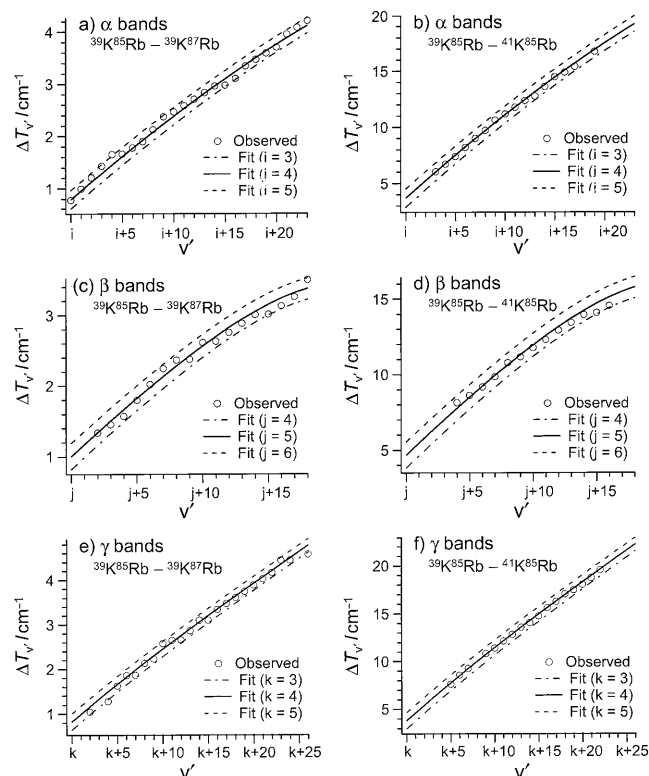 a) α bands
³⁹K⁸⁵Rb – ³⁹K⁸⁷Rb
ΔTᵥ′ /cm⁻¹
4
3
2
1
Observed
Fit (i = 3)
Fit (i = 4)
Fit (i = 5)
i i+5 i+10 i+15 i+20
v′
b) α bands
³⁹K⁸⁵Rb – ⁴¹K⁸⁵Rb
ΔTᵥ′ /cm⁻¹
20
15
10
5
Observed
Fit (i = 3)
Fit (i = 4)
Fit (i = 5)
i i+5 i+10 i+15 i+20
v′
(c) β bands
³⁹K⁸⁵Rb – ³⁹K⁸⁷Rb
ΔTᵥ′ /cm⁻¹
3
2
1
Observed
Fit (j = 4)
Fit (j = 5)
Fit (j = 6)
j j+5 j+10 j+15
v′
d) β bands
³⁹K⁸⁵Rb – ⁴¹K⁸⁵Rb
ΔTᵥ′ /cm⁻¹
15
10
5
Observed
Fit (j = 4)
Fit (j = 5)
Fit (j = 6)
j j+5 j+10 j+15
v′
e) γ bands
³⁹K⁸⁵Rb – ³⁹K⁸⁷Rb
ΔTᵥ′ /cm⁻¹
4
3
2
1
Observed
Fit (k = 3)
Fit (k = 4)
Fit (k = 5)
k k+5 k+10 k+15 k+20 k+25
v′
f) γ bands
³⁹K⁸⁵Rb – ⁴¹K⁸⁵Rb
ΔTᵥ′ /cm⁻¹
20
15
10
5
Observed
Fit (k = 3)
Fit (k = 4)
Fit (k = 5)
k k+5 k+10 k+15 k+20 k+25
v′